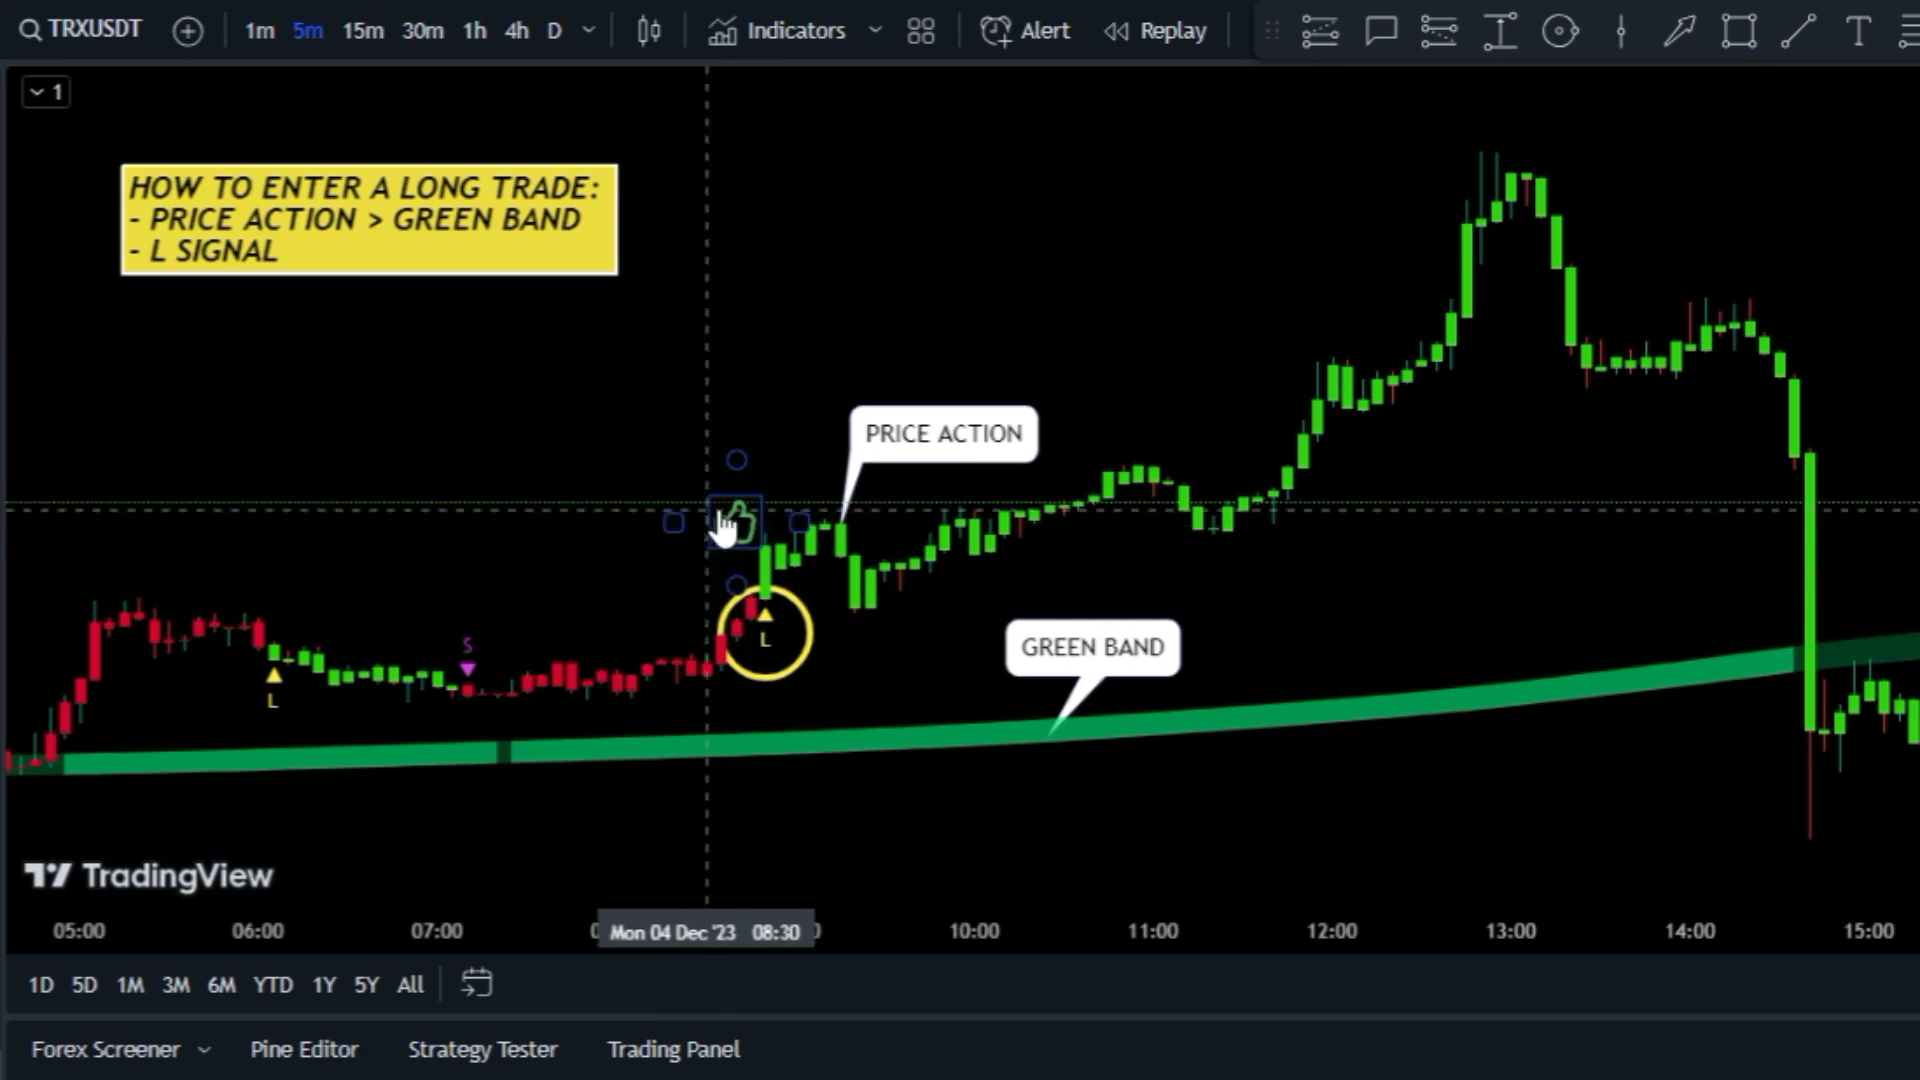 TRXUSDT 1m 5m 15m 30m 1h 4h D Indicators Alert Replay T
1
HOW TO ENTER A LONG TRADE:
- PRICE ACTION > GREEN BAND
- L SIGNAL
PRICE ACTION
L
S
GREEN BAND
L
TradingView
05:00 06:00 07:00 Mon 04 Dec '23 08:30 10:00 11:00 12:00 13:00 14:00 15:00
1D 5D 1M 3M 6M YTD 1Y 5Y All
Forex Screener Pine Editor Strategy Tester Trading Panel